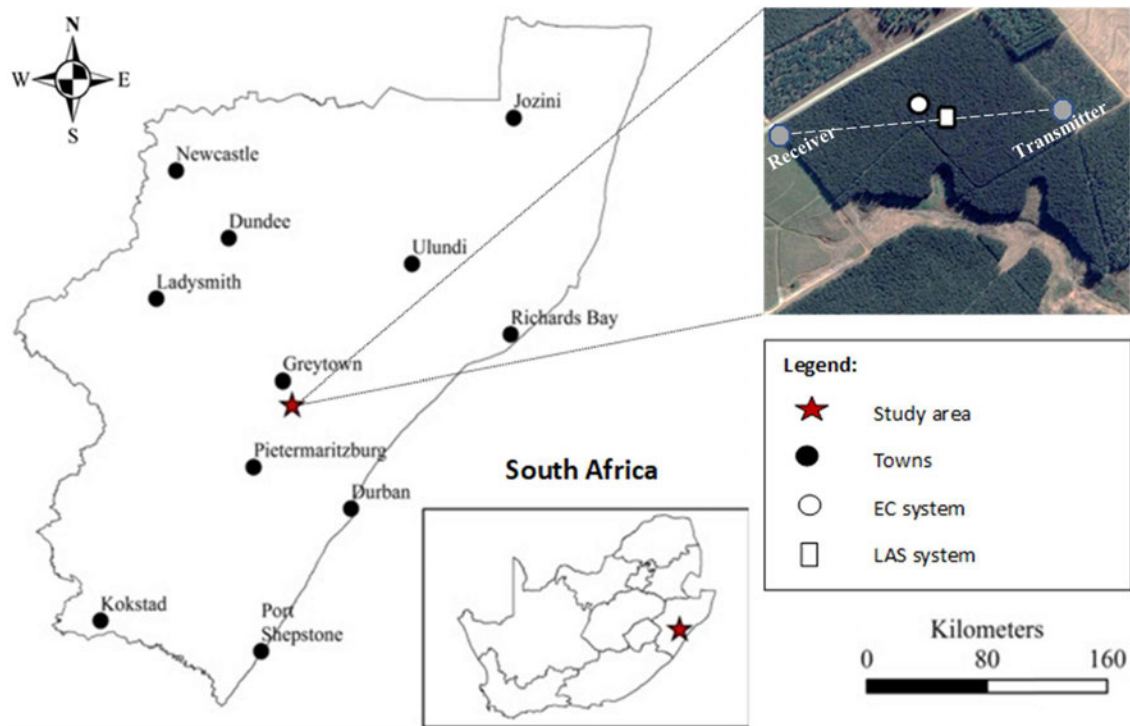 N
W
E
S
Jozini
Newcastle
Dundee
Ulundi
Ladysmith
Richards Bay
Greytown
Pietermaritzburg
Durban
Kokstad
Port
Shepstone
South Africa
Receiver
Transmitter
Legend:
Study area
Towns
EC system
LAS system
Kilometers
0 80 160